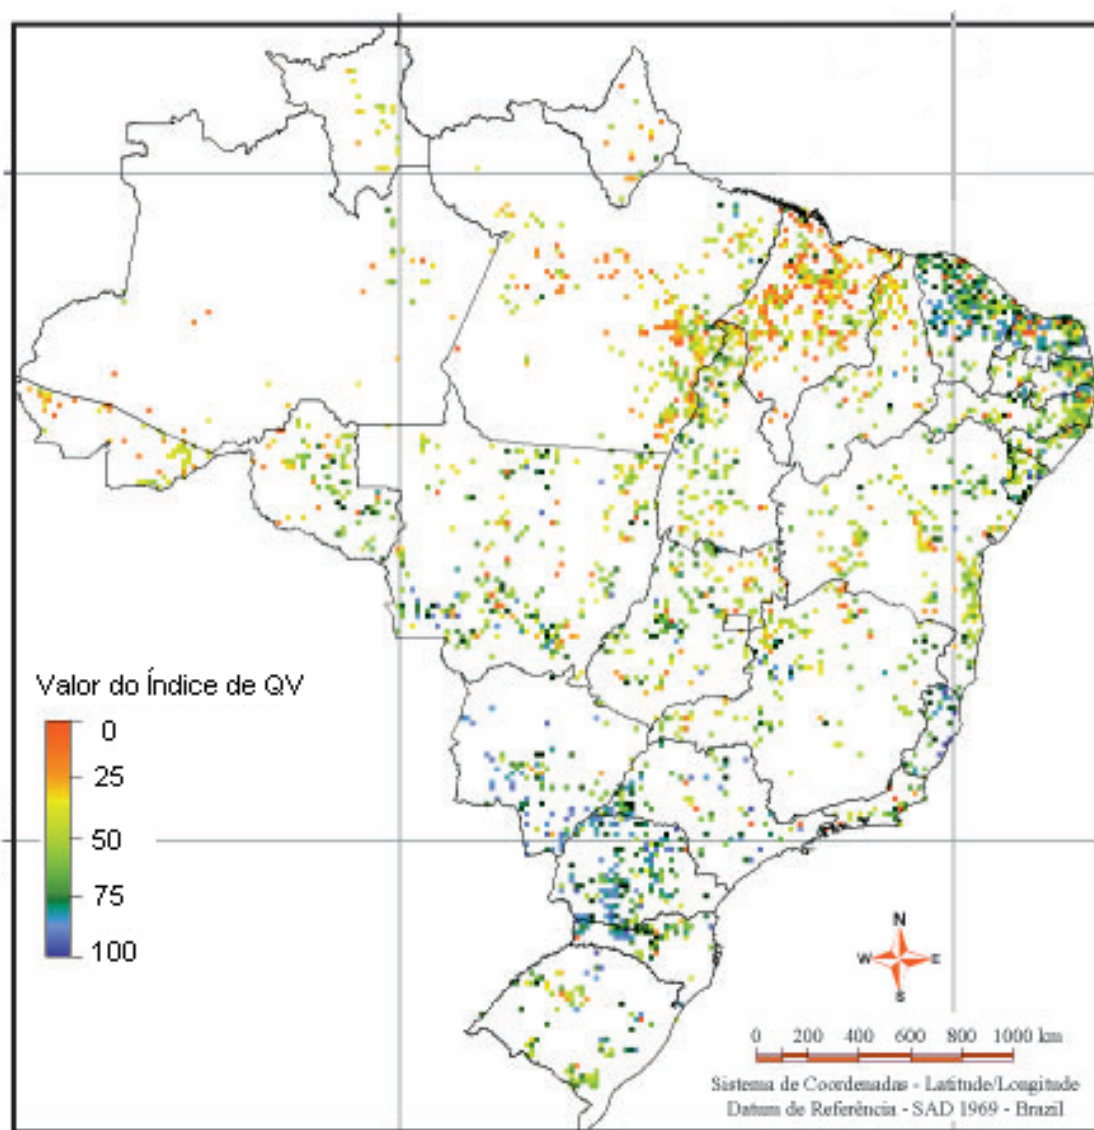 Valor do Índice de QV
0
25
50
75
100
N
W E
S
0 200 400 600 800 1000 km
Sistema de Coordenadas - Latitude/Longitude
Datum de Referência - SAD 1969 - Brazil